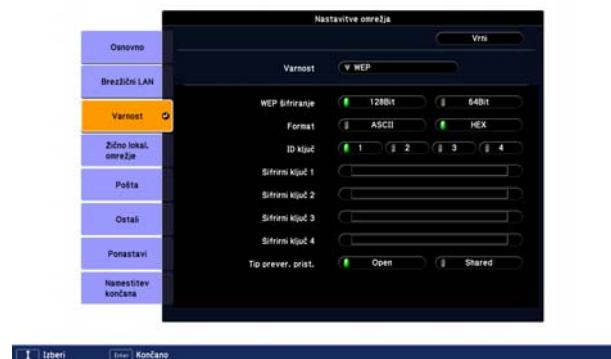 Nastavitve omrežja
Vrni
Osnovno
Brezžični LAN
Varnost
Žično lokal.
omrežje
Pošta
Ostali
Ponastavi
Namestitev
končana
Varnost
WEP
WEP šifriranje
128Bit
64Bit
Format
ASCII
HEX
ID ključ
1
2
3
4
Šifrirni ključ 1
Šifrirni ključ 2
Šifrirni ključ 3
Šifrirni ključ 4
Tip prever. prist.
Open
Shared
Izberi
Enter Končano